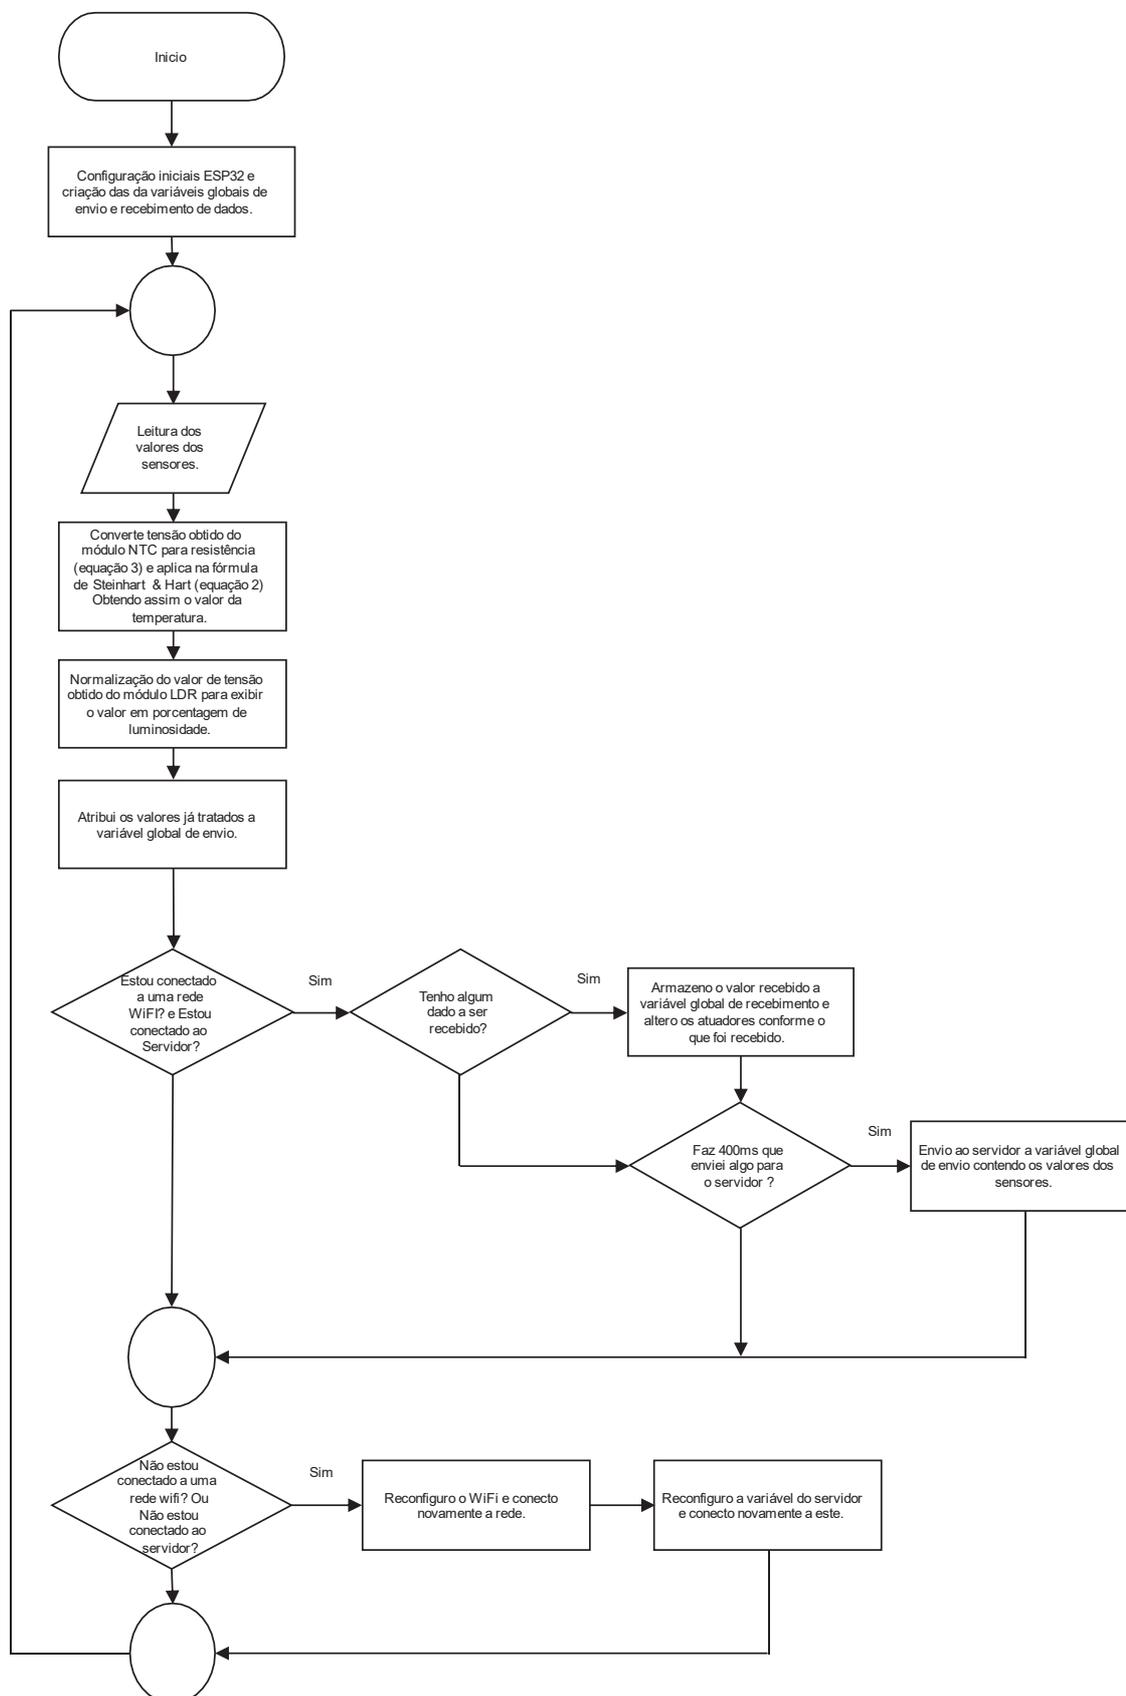 Inicio
Configuração iniciais ESP32 e
criação das da variáveis globais de
envio e recebimento de dados.
Leitura dos
valores dos
sensores.
Converte tensão obtido do
módulo NTC para resistência
(equação 3) e aplica na fórmula
de Steinhart & Hart (equação 2)
Obtendo assim o valor da
temperatura.
Normalização do valor de tensão
obtido do módulo LDR para exibir
o valor em porcentagem de
luminosidade.
Atribui os valores já tratados a
variável global de envio.
Estou conectado
a uma rede
WiFI? e Estou
conectado ao
Servidor?
Sim
Tenho algum
dado a ser
recebido?
Sim
Armazeno o valor recebido a
variável global de recebimento e
altero os atuadores conforme o
que foi recebido.
Faz 400ms que
enviei algo para
o servidor ?
Sim
Envio ao servidor a variável global
de envio contendo os valores dos
sensores.
Não estou
conectado a uma
rede wifi? Ou
Não estou
conectado ao
servidor?
Sim
Reconfiguro o WiFi e conecto
novamente a rede.
Reconfiguro a variável do servidor
e conecto novamente a este.